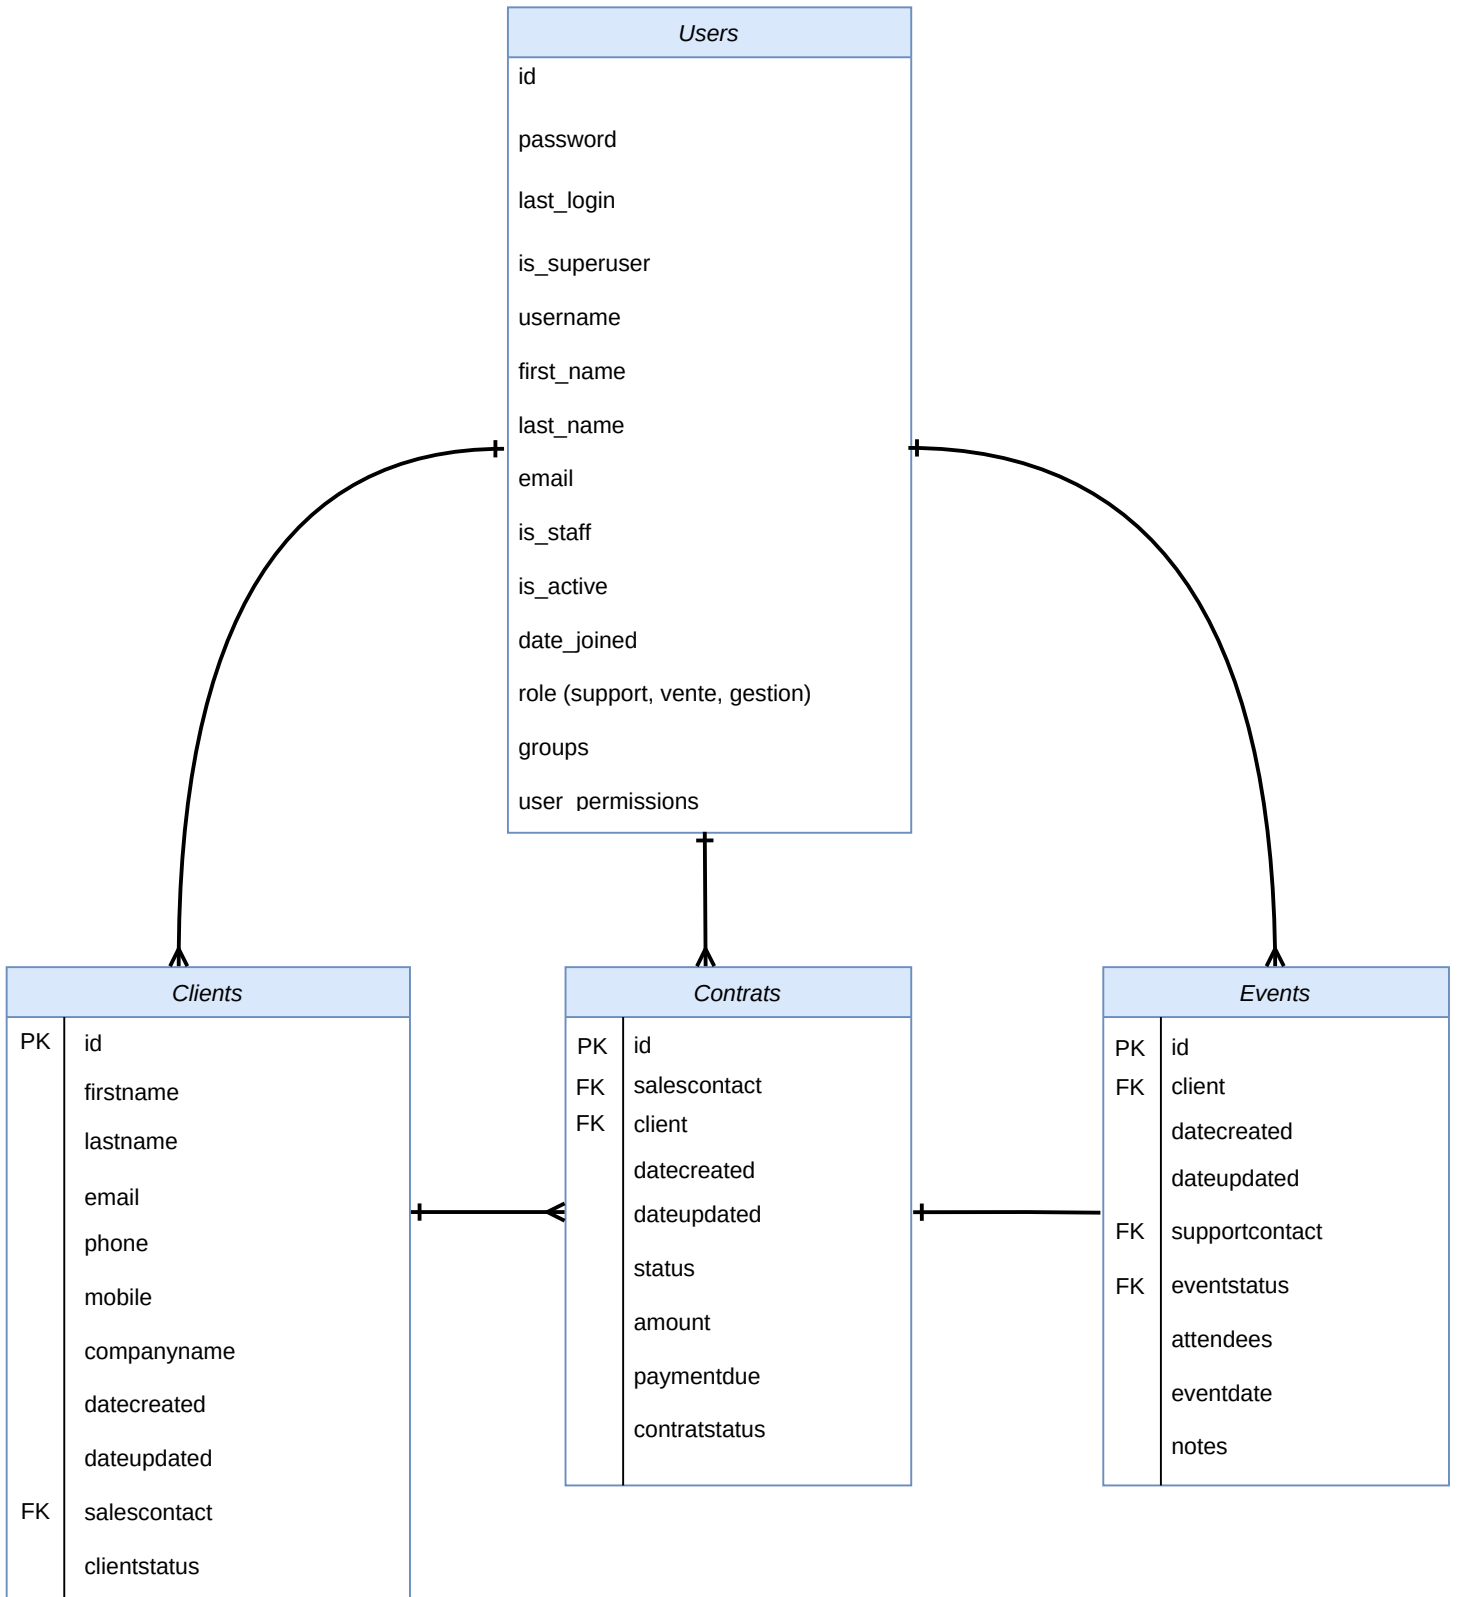 Users
id
password
last_login
is_superuser
username
first_name
last_name
email
is_staff
is_active
date_joined
role (support, vente, gestion)
groups
user_permissions
Clients
PK id
firstname
lastname
email
phone
mobile
companyname
datecreated
dateupdated
FK salescontact
clientstatus
Contrats
PK id
FK salescontact
FK client
datecreated
dateupdated
status
amount
paymentdue
contratstatus
Events
PK id
FK client
datecreated
dateupdated
FK supportcontact
FK eventstatus
attendees
eventdate
notes